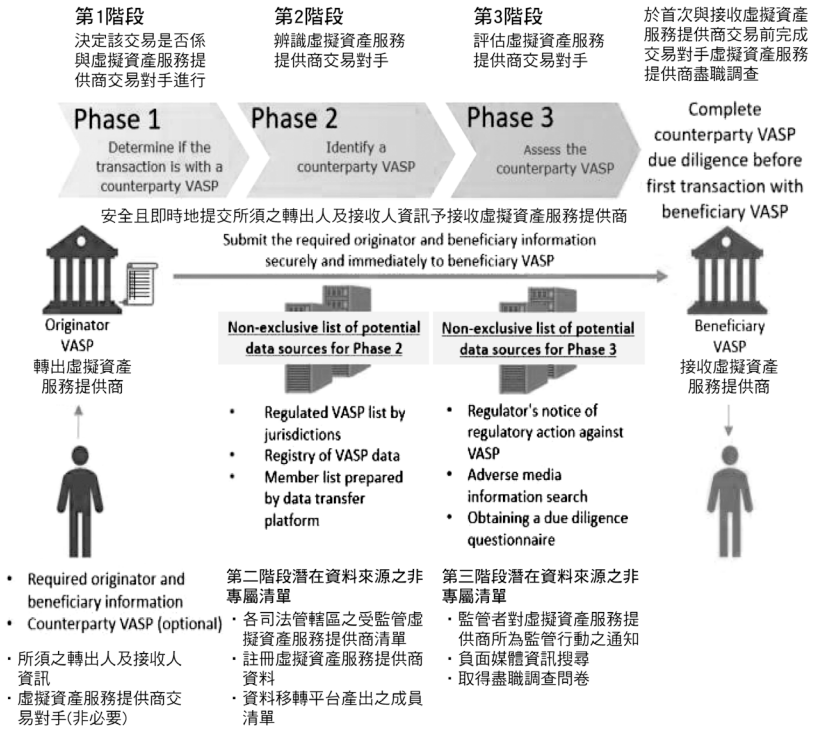 第1階段
決定該交易是否係
與虛擬資產服務提
供商交易對手進行
第2階段
辨識虛擬資產服務
提供商交易對手
第3階段
評估虛擬資產服務
提供商交易對手
於首次與接收虛擬資產
服務提供商交易前完成
交易對手虛擬資產服務
提供商盡職調查
Phase 1
Determine if the
transaction is with a
counterparty VASP
Phase 2
Identify a
counterparty VASP
Phase 3
Assess the
counterparty VASP
Complete
counterparty VASP
due diligence before
first transaction with
beneficiary VASP
安全且即時地提交所須之轉出人及接收人資訊予接收虛擬資產服務提供商
Submit the required originator and beneficiary information
securely and immediately to beneficiary VASP
Originator
VASP
轉出虛擬資產
服務提供商
Non-exclusive list of potential
data sources for Phase 2
Non-exclusive list of potential
data sources for Phase 3
Beneficiary
VASP
接收虛擬資產
服務提供商
• Regulated VASP list by
jurisdictions
• Registry of VASP data
• Member list prepared
by data transfer
platform
• Regulator's notice of
regulatory action against
VASP
• Adverse media
information search
• Obtaining a due diligence
questionnaire
• Required originator and
beneficiary information
• Counterparty VASP (optional)
・所須之轉出人及接收人
資訊
・虛擬資產服務提供商交
易對手(非必要)
第二階段潛在資料來源之非
專屬清單
・各司法管轄區之受監管虛
擬資產服務提供商清單
・註冊虛擬資產服務提供商
資料
・資料移轉平台產出之成員
清單
第三階段潛在資料來源之非
專屬清單
・監管者對虛擬資產服務提
供商所為監管行動之通知
・負面媒體資訊搜尋
・取得盡職調查問卷